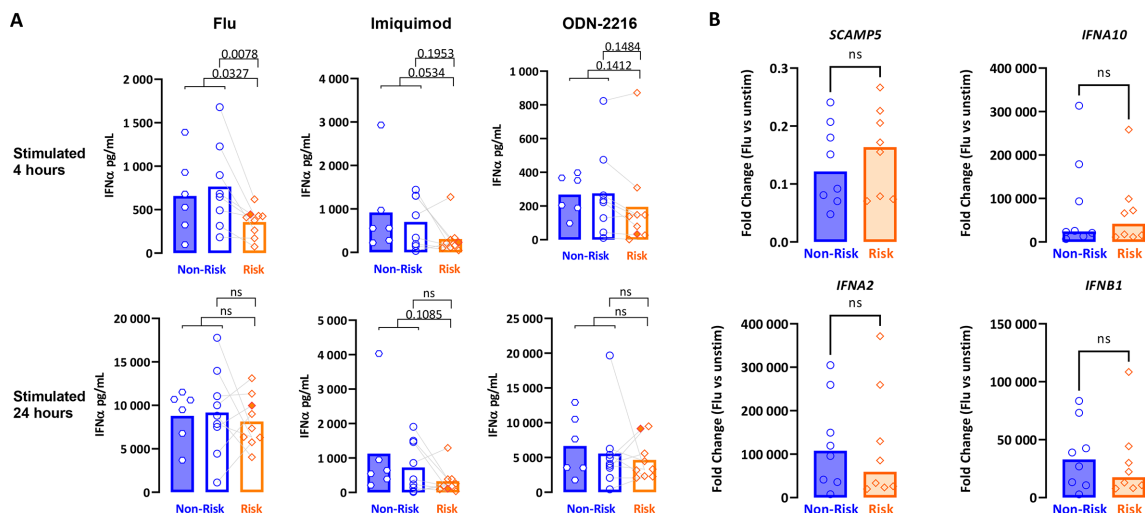 A
Flu
Imiquimod
ODN-2216
B
SCAMP5
IFNA10
0.0078
0.0327
0.1953
0.0534
0.1484
0.1412
ns
ns
Stimulated
4 hours
IFNα pg/mL
2 000
1 500
1 000
500
0
Non-Risk Risk
IFNα pg/mL
4 000
3 000
2 000
1 000
0
Non-Risk Risk
IFNα pg/mL
1 000
800
600
400
200
0
Non-Risk Risk
Fold Change (Flu vs unstim)
0.3
0.2
0.1
0.0
Non-Risk Risk
Fold Change (Flu vs unstim)
400 000
300 000
200 000
100 000
0
Non-Risk Risk
IFNA2
IFNB1
ns
ns
ns
0.1085
ns
ns
ns
ns
Stimulated
24 hours
IFNα pg/mL
20 000
15 000
10 000
5 000
0
Non-Risk Risk
IFNα pg/mL
5 000
4 000
3 000
2 000
1 000
0
Non-Risk Risk
IFNα pg/mL
25 000
20 000
15 000
10 000
5 000
0
Non-Risk Risk
Fold Change (Flu vs unstim)
400 000
300 000
200 000
100 000
0
Non-Risk Risk
Fold Change (Flu vs unstim)
150 000
100 000
50 000
0
Non-Risk Risk